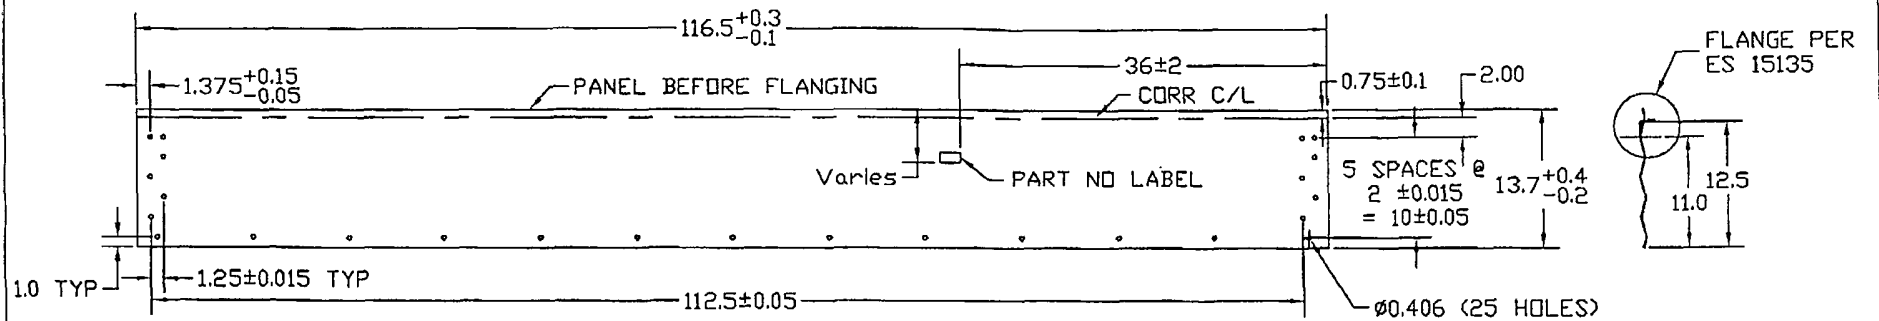 116.5+0.3
-0.1
FLANGE PER
ES 15135
36±2
1.375+0.15
-0.05
PANEL BEFORE FLANGING
0.75±0.1
2.00
CORR C/L
Varies
PART NO LABEL
5 SPACES @
2 ±0.015
= 10±0.05
13.7+0.4
-0.2
12.5
11.0
1.0 TYP
1.25±0.015 TYP
112.5±0.05
ø0.406 (25 HOLES)